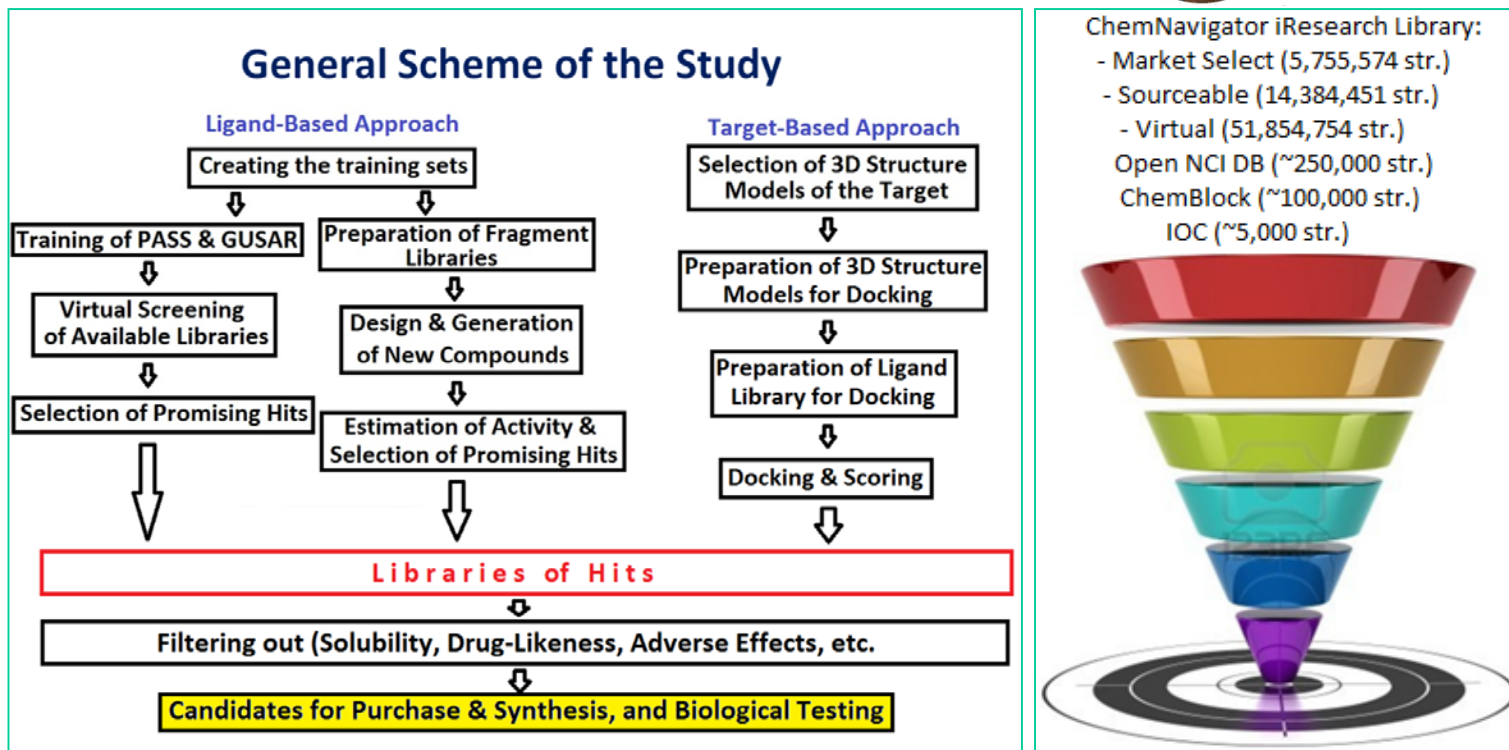 General Scheme of the Study
Ligand-Based Approach
Creating the training sets
Training of PASS & GUSAR
Virtual Screening
of Available Libraries
Selection of Promising Hits
Preparation of Fragment
Libraries
Design & Generation
of New Compounds
Estimation of Activity &
Selection of Promising Hits
Target-Based Approach
Selection of 3D Structure
Models of the Target
Preparation of 3D Structure
Models for Docking
Preparation of Ligand
Library for Docking
Docking & Scoring
Libraries of Hits
Filtering out (Solubility, Drug-Likeness, Adverse Effects, etc.
Candidates for Purchase & Synthesis, and Biological Testing
ChemNavigator iResearch Library:
- Market Select (5,755,574 str.)
- Sourceable (14,384,451 str.)
- Virtual (51,854,754 str.)
Open NCI DB (~250,000 str.)
ChemBlock (~100,000 str.)
IOC (~5,000 str.)